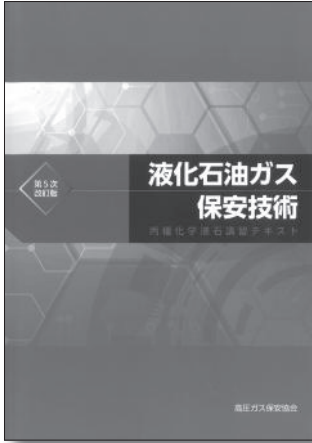 第5次
改訂版
液化石油ガス
保安技術
丙種化学液石講習テキスト
高圧ガス保安協会